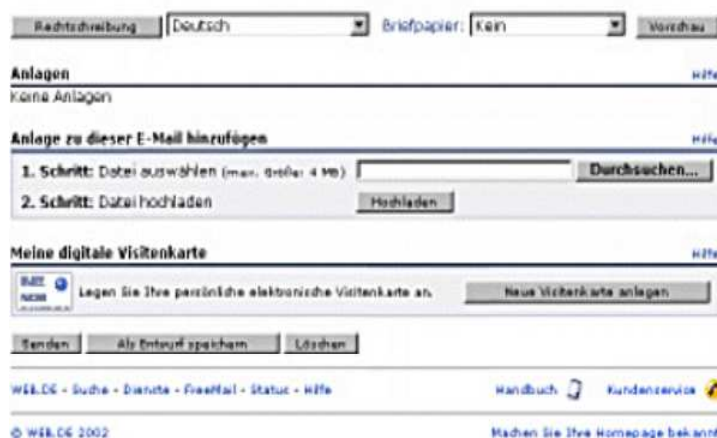 Rechtschreibung Deutsch Briefpapier: Kein Vorschau
Anlagen Hilfe
Keine Anlagen
Anlage zu dieser E-Mail hinzufügen Hilfe
1. Schritt: Datei auswählen (max. Größe: 4 MB) Durchsuchen...
2. Schritt: Datei hochladen Hochladen
Meine digitale Visitenkarte Hilfe
Legen Sie Ihre persönliche elektronische Visitenkarte an. Neue Visitenkarte anlegen
Senden Als Entwurf speichern Löschen
WEB.DE - Suche - Dienste - FreeMail - Status - Hilfe Handbuch Kundenservice
© WEB.DE 2002 Machen Sie Ihre Homepage bekannt